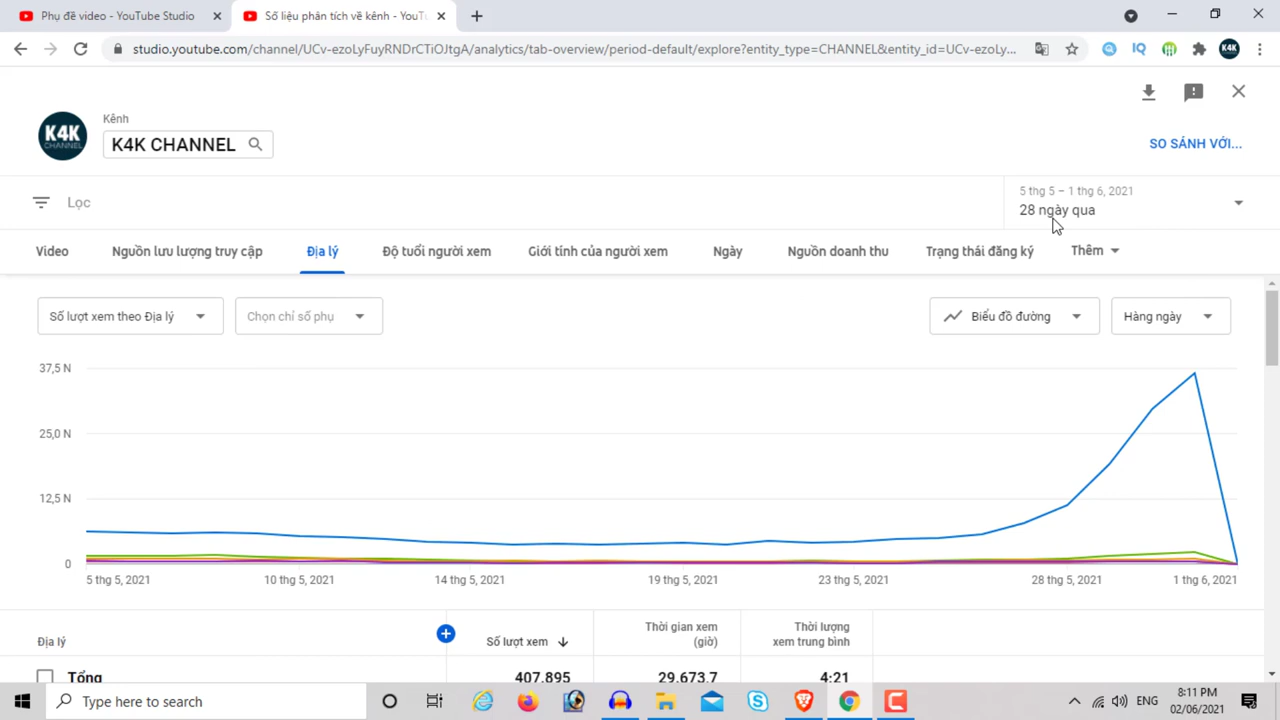 Phụ đề video - YouTube Studio
Số liệu phân tích về kênh - YouTu
studio.youtube.com/channel/UCv-ezoLyFuyRNDrCTiOJtgA/analytics/tab-overview/period-default/explore?entity_type=CHANNEL&entity_id=UCv-ezoLy...
IQ
K4K
K4K
CHANNEL
Kênh
K4K CHANNEL
SO SÁNH VỚI...
Lọc
5 thg 5 – 1 thg 6, 2021
28 ngày qua
Video
Nguồn lưu lượng truy cập
Địa lý
Độ tuổi người xem
Giới tính của người xem
Ngày
Nguồn doanh thu
Trạng thái đăng ký
Thêm
Số lượt xem theo Địa lý
Chọn chỉ số phụ
Biểu đồ đường
Hàng ngày
37,5 N
25,0 N
12,5 N
0
5 thg 5, 2021
10 thg 5, 2021
14 thg 5, 2021
19 thg 5, 2021
23 thg 5, 2021
28 thg 5, 2021
1 thg 6, 2021
Địa lý
Số lượt xem
Thời gian xem
(giờ)
Thời lượng
xem trung bình
Tổng
407.895
29.673,7
4:21
Type here to search
ENG
8:11 PM
02/06/2021